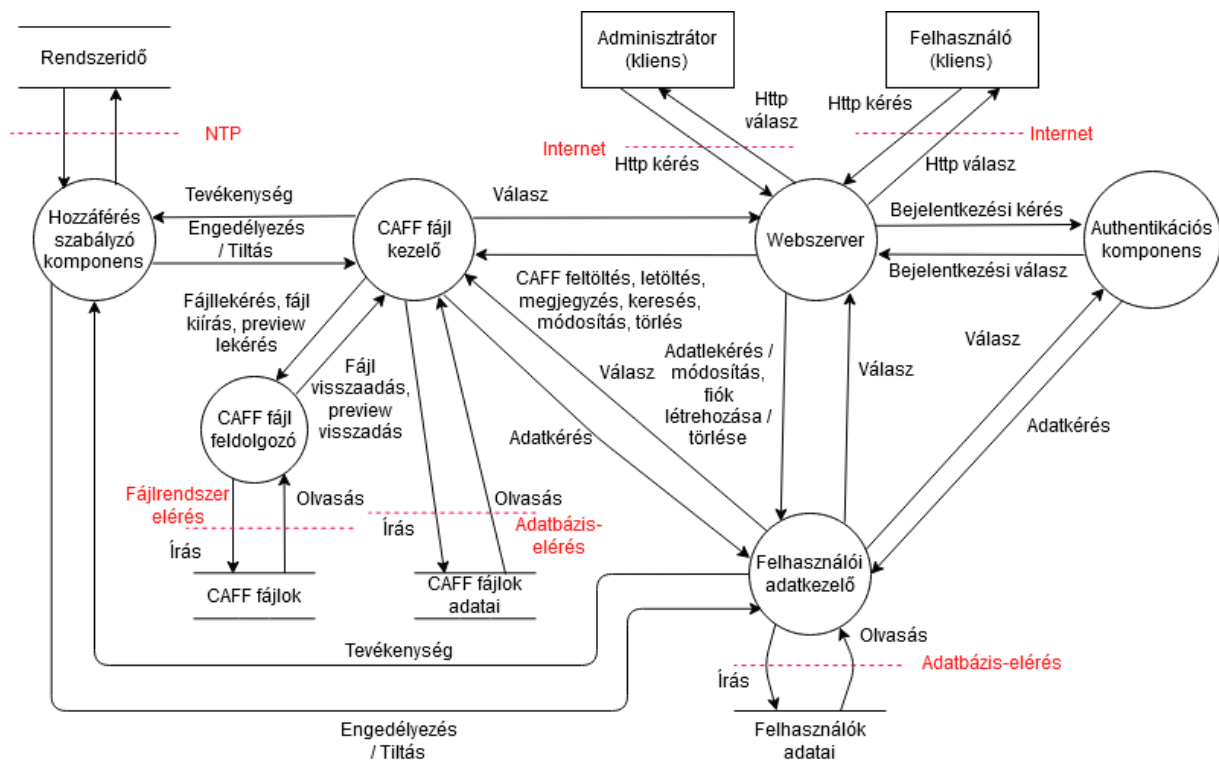 Rendszeridő
Adminisztrátor
(kliens)
Felhasználó
(kliens)
NTP
Http
válasz
Http kérés
Internet
Http kérés
Internet
Http válasz
Hozzáférés
szabályzó
komponens
Tevékenység
Engedélyezés
/ Tiltás
CAFF fájl
kezelő
Válasz
Webszerver
Bejelentkezési kérés
Bejelentkezési válasz
Authentikációs
komponens
CAFF feltöltés, letöltés,
megjegyzés, keresés,
módosítás, törlés
Fájllekérés, fájl
kiírás, preview
lekérés
Fájl
visszaadás,
preview
visszadás
CAFF fájl
feldolgozó
Válasz
Adatlekérés /
módosítás,
fiók
létrehozása /
törlése
Válasz
Válasz
Adatkérés
Adatkérés
Fájlrendszer
elérés
Olvasás
Írás
CAFF fájlok
Írás
Olvasás
Adatbázis-
elérés
CAFF fájlok
adatai
Felhasználói
adatkezelő
Tevékenység
Olvasás
Írás
Adatbázis-elérés
Engedélyezés
/ Tiltás
Felhasználók
adatai